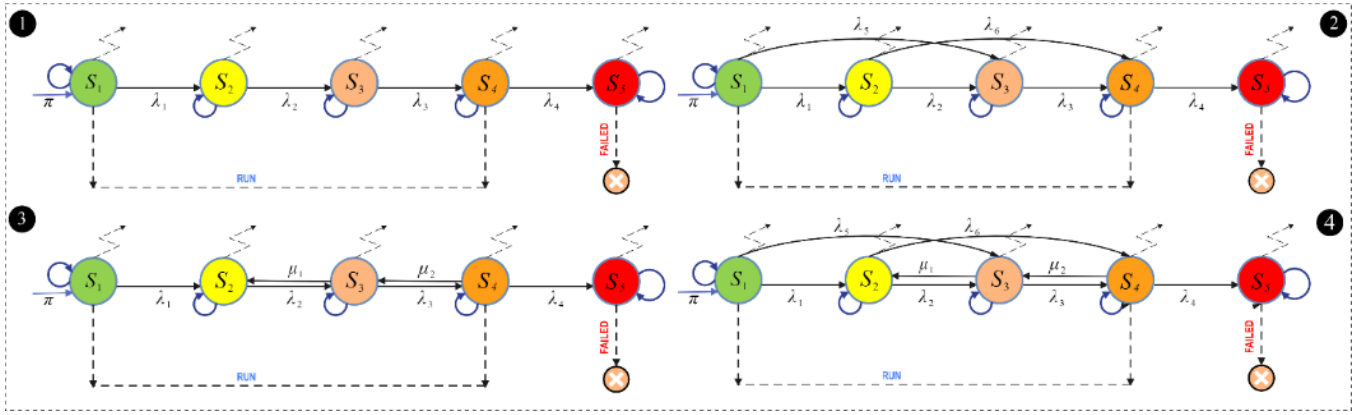 1
S₁ S₂ S₃ S₄ S₅
π λ₁ λ₂ λ₃ λ₄
RUN
FAILED
2
λ₅ λ₆
S₁ S₂ S₃ S₄ S₅
π λ₁ λ₂ λ₃ λ₄
RUN
FAILED
3
μ₁ μ₂
S₁ S₂ S₃ S₄ S₅
π λ₁ λ₂ λ₃ λ₄
RUN
FAILED
4
λ₅ λ₆
μ₁ μ₂
S₁ S₂ S₃ S₄ S₅
π λ₁ λ₂ λ₃ λ₄
RUN
FAILED